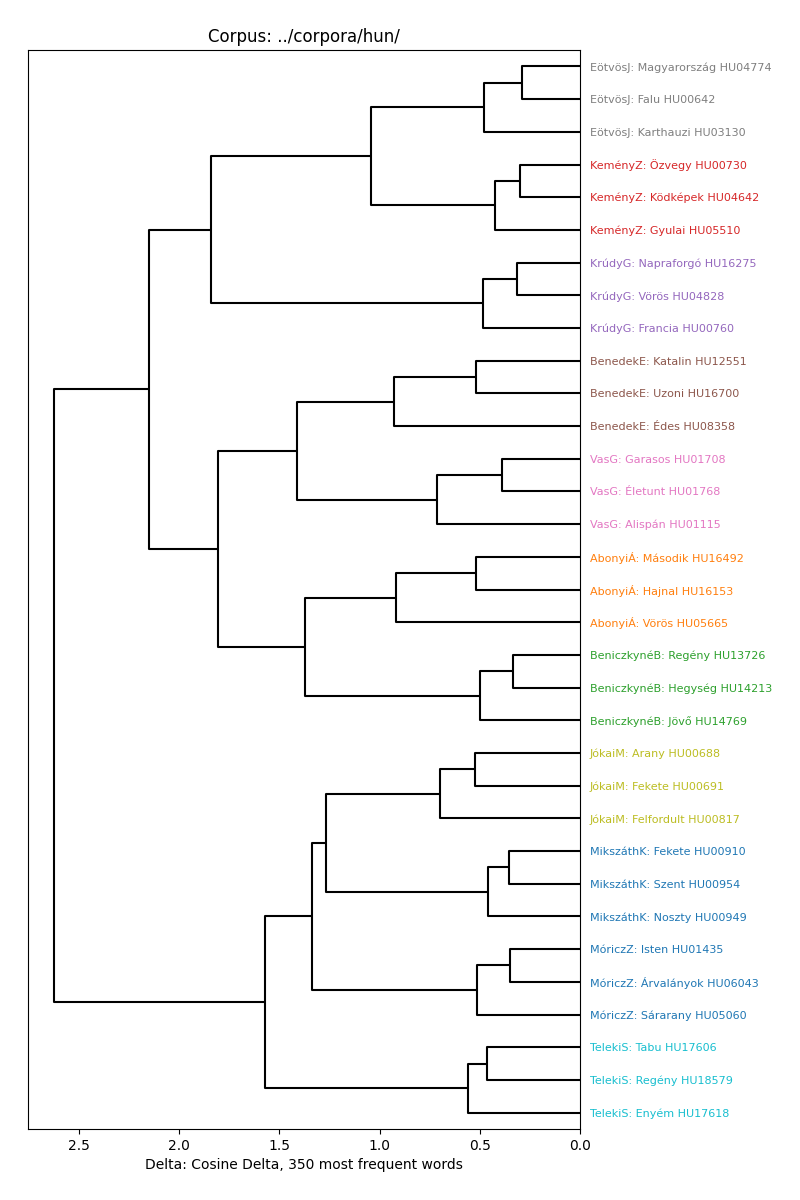 Corpus: ../corpora/hun/
EötvösJ: Magyarország HU04774
EötvösJ: Falu HU00642
EötvösJ: Karthauzi HU03130
KeményZ: Özvegy HU00730
KeményZ: Ködképek HU04642
KeményZ: Gyulai HU05510
KrúdyG: Napraforgó HU16275
KrúdyG: Vörös HU04828
KrúdyG: Francia HU00760
BenedekE: Katalin HU12551
BenedekE: Uzoni HU16700
BenedekE: Édes HU08358
VasG: Garasos HU01708
VasG: Életunt HU01768
VasG: Alispán HU01115
AbonyiÁ: Második HU16492
AbonyiÁ: Hajnal HU16153
AbonyiÁ: Vörös HU05665
BeniczkynéB: Regény HU13726
BeniczkynéB: Hegység HU14213
BeniczkynéB: Jövő HU14769
JókaiM: Arany HU00688
JókaiM: Fekete HU00691
JókaiM: Felfordult HU00817
MikszáthK: Fekete HU00910
MikszáthK: Szent HU00954
MikszáthK: Noszty HU00949
MóriczZ: Isten HU01435
MóriczZ: Árvalányok HU06043
MóriczZ: Sárarany HU05060
TelekiS: Tabu HU17606
TelekiS: Regény HU18579
TelekiS: Enyém HU17618
2.5 2.0 1.5 1.0 0.5 0.0
Delta: Cosine Delta, 350 most frequent words